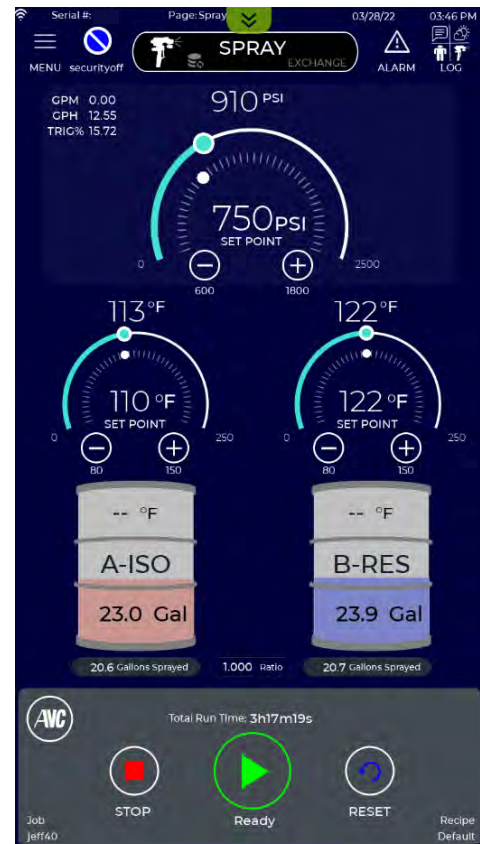 Serial #: Page: Spray 03/28/22 03:46 PM
MENU securityoff SPRAY EXCHANGE ALARM LOG
GPM 0.00
GPH 12.55
TRIG% 15.72
910 PSI
750 PSI
SET POINT
0 2500
600 1800
113 °F 122 °F
110 °F 122 °F
SET POINT SET POINT
0 250 0 250
80 150 80 150
-- °F -- °F
A-ISO B-RES
23.0 Gal 23.9 Gal
20.6 Gallons Sprayed 1.000 Ratio 20.7 Gallons Sprayed
AVC
Total Run Time: 3h17m19s
STOP Ready RESET
Job Recipe
Jeff40 Default